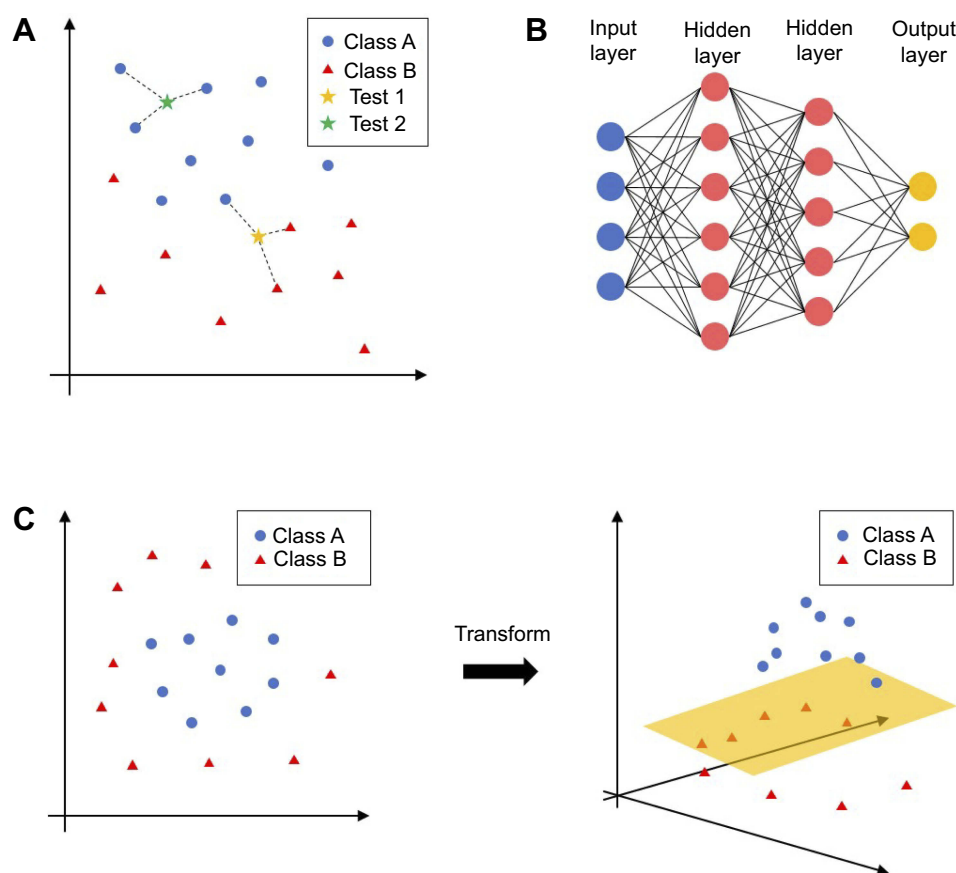 A
Class A
Class B
Test 1
Test 2
B
Input
layer
Hidden
layer
Hidden
layer
Output
layer
C
Class A
Class B
Transform
Class A
Class B